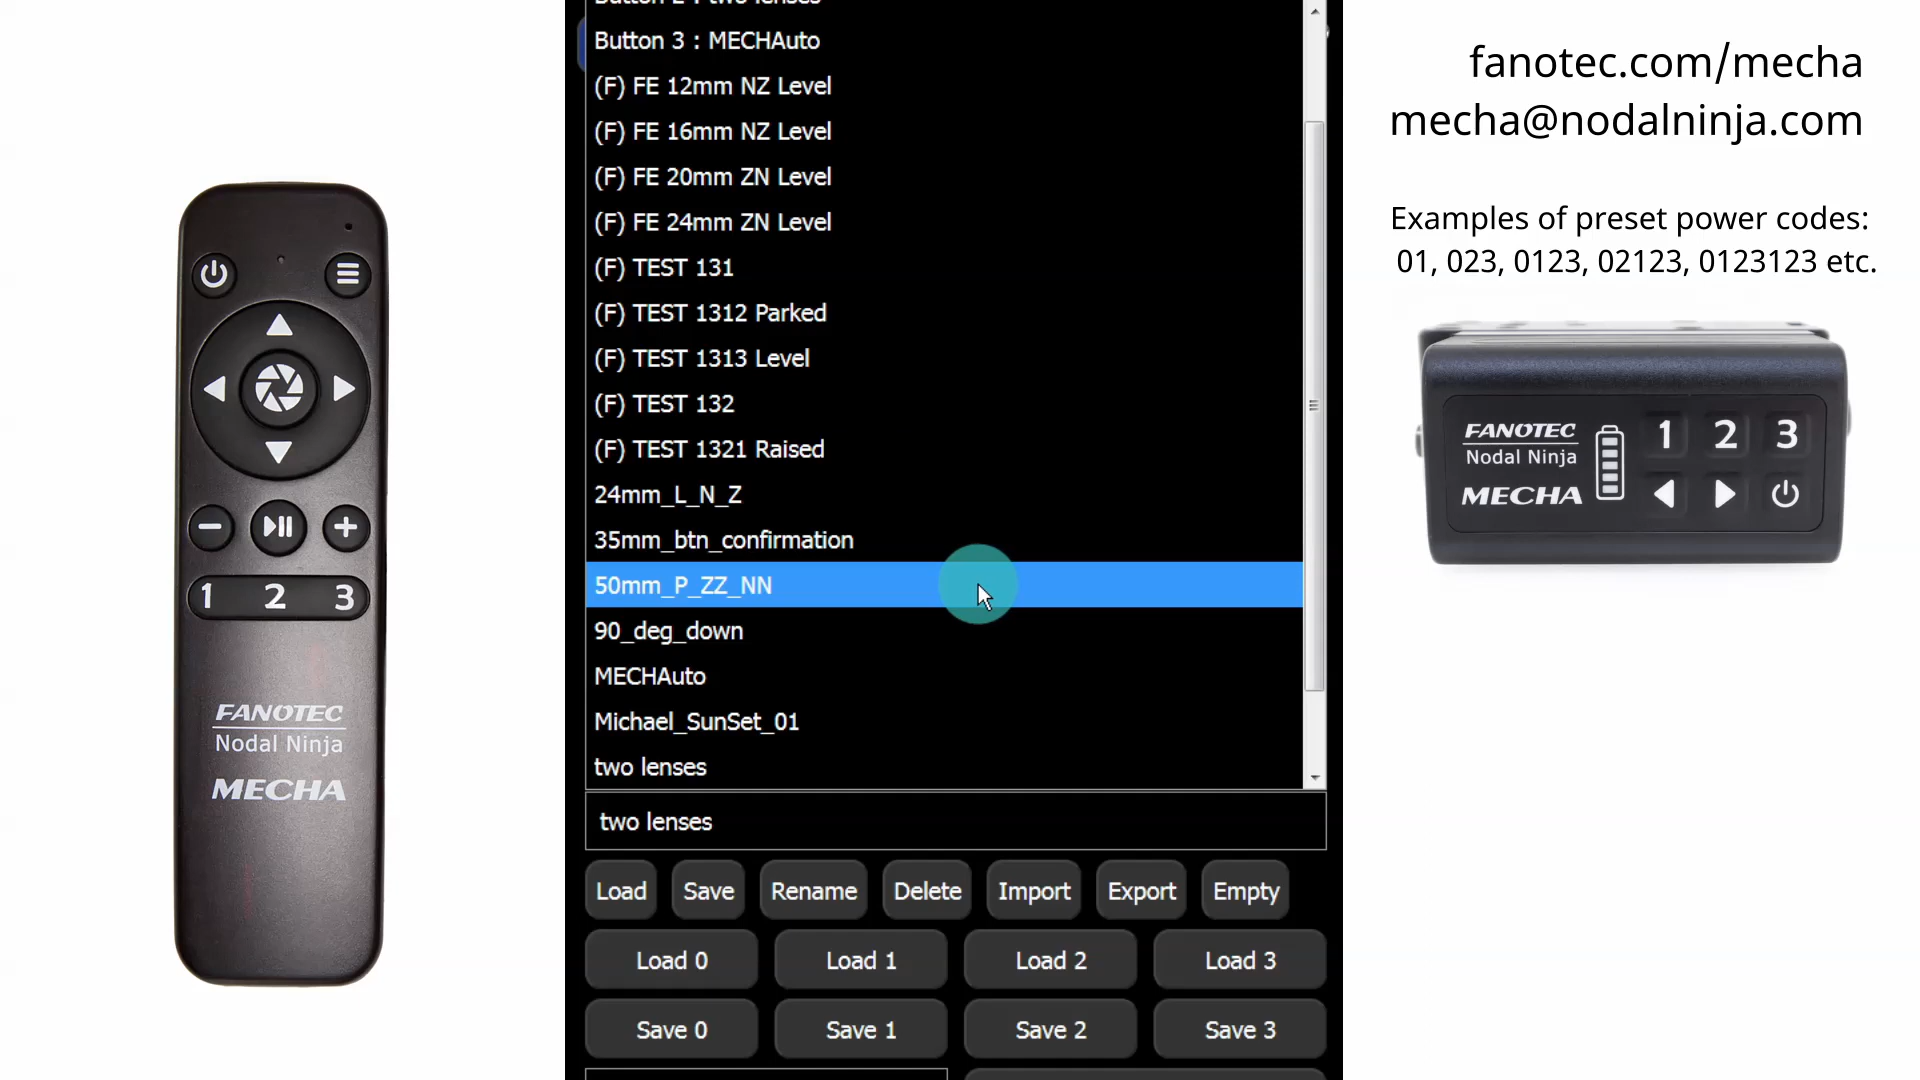 1 2 3
FANOTEC
Nodal Ninja
MECHA
Button 2 : two lenses
Button 3 : MECHAuto
(F) FE 12mm NZ Level
(F) FE 16mm NZ Level
(F) FE 20mm ZN Level
(F) FE 24mm ZN Level
(F) TEST 131
(F) TEST 1312 Parked
(F) TEST 1313 Level
(F) TEST 132
(F) TEST 1321 Raised
24mm_L_N_Z
35mm_btn_confirmation
50mm_P_ZZ_NN
90_deg_down
MECHAuto
Michael_SunSet_01
two lenses
two lenses
Load Save Rename Delete Import Export Empty
Load 0 Load 1 Load 2 Load 3
Save 0 Save 1 Save 2 Save 3
fanotec.com/mecha
mecha@nodalninja.com
Examples of preset power codes:
01, 023, 0123, 02123, 0123123 etc.
FANOTEC
Nodal Ninja
MECHA
1 2 3